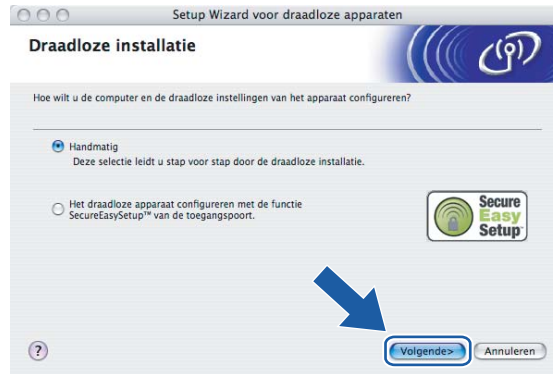 Setup Wizard voor draadloze apparaten
Draadloze installatie
Hoe wilt u de computer en de draadloze instellingen van het apparaat configureren?
Handmatig
Deze selectie leidt u stap voor stap door de draadloze installatie.
Het draadloze apparaat configureren met de functie
SecureEasySetup™ van de toegangspoort.
Secure
Easy
Setup™
?
Volgende>
Annuleren